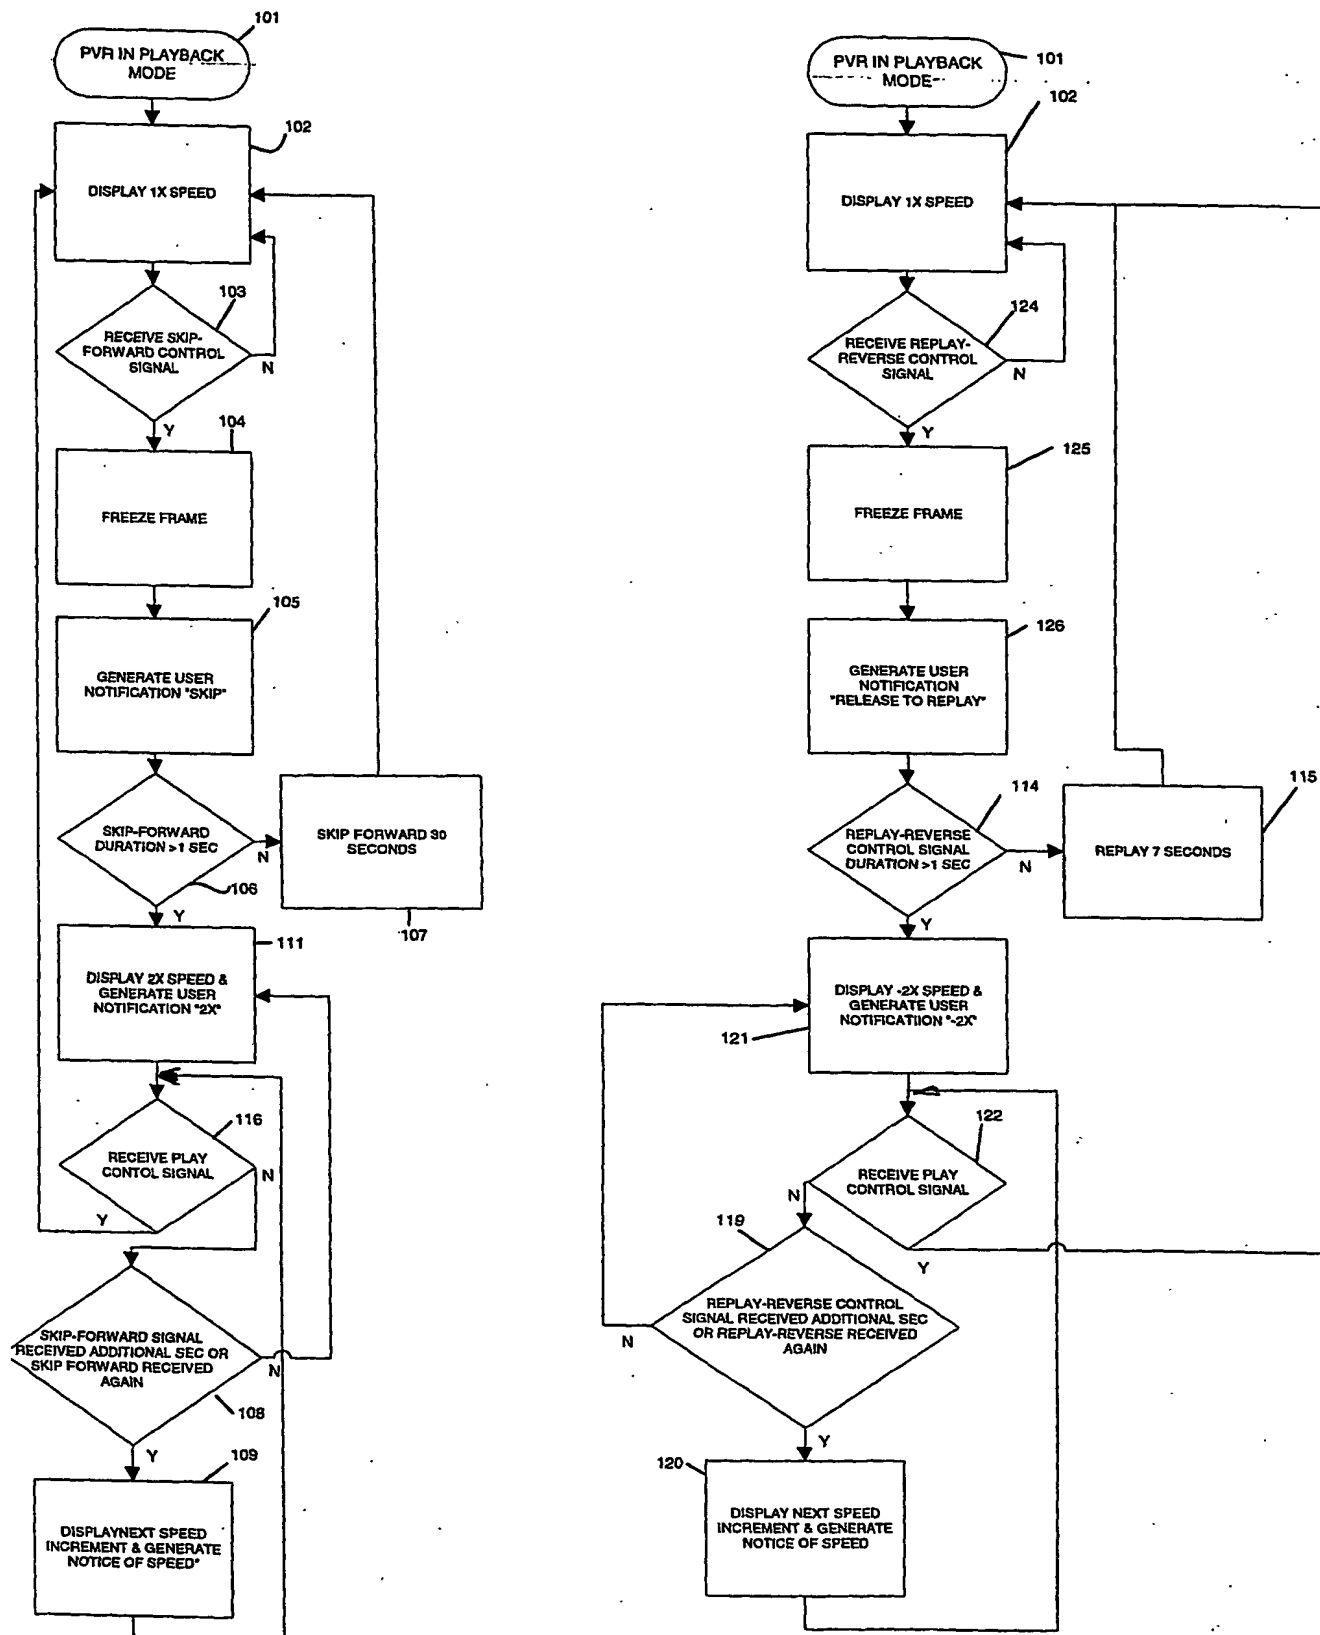 101
PVR IN PLAYBACK
MODE
102
DISPLAY 1X SPEED
103
RECEIVE SKIP-
FORWARD CONTROL
SIGNAL
N
Y
104
FREEZE FRAME
105
GENERATE USER
NOTIFICATION "SKIP"
SKIP-FORWARD
DURATION >1 SEC
N
106
Y
SKIP FORWARD 30
SECONDS
107
111
DISPLAY 2X SPEED &
GENERATE USER
NOTIFICATION "2X"
116
RECEIVE PLAY
CONTOL SIGNAL
N
Y
SKIP-FORWARD SIGNAL
RECEIVED ADDITIONAL SEC OR
SKIP FORWARD RECEIVED
AGAIN
N
108
Y
109
DISPLAYNEXT SPEED
INCREMENT & GENERATE
NOTICE OF SPEED"
PVR IN PLAYBACK
MODE
101
102
DISPLAY 1X SPEED
124
RECEIVE REPLAY-
REVERSE CONTROL
SIGNAL
N
Y
125
FREEZE FRAME
126
GENERATE USER
NOTIFICATION
"RELEASE TO REPLAY"
114
REPLAY-REVERSE
CONTROL SIGNAL
DURATION >1 SEC
N
Y
115
REPLAY 7 SECONDS
DISPLAY -2X SPEED &
GENERATE USER
NOTIFICATIION "-2X"
121
122
RECEIVE PLAY
CONTROL SIGNAL
N
Y
119
REPLAY-REVERSE CONTROL
SIGNAL RECEIVED ADDITIONAL SEC
OR REPLAY-REVERSE RECEIVED
AGAIN
N
Y
120
DISPLAY NEXT SPEED
INCREMENT & GENERATE
NOTICE OF SPEED